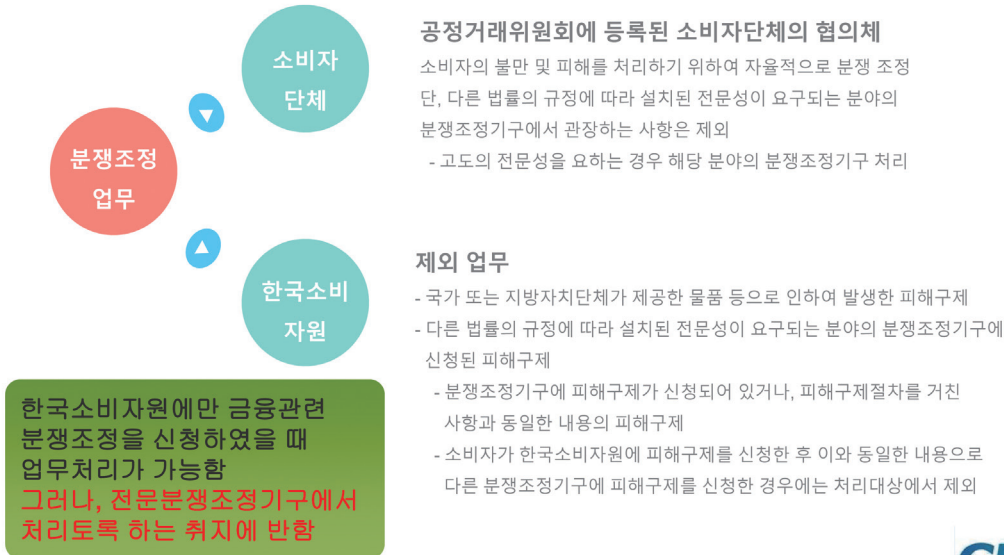 소비자
단체
분쟁조정
업무
한국소비
자원
공정거래위원회에 등록된 소비자단체의 협의체
소비자의 불만 및 피해를 처리하기 위하여 자율적으로 분쟁 조정
단, 다른 법률의 규정에 따라 설치된 전문성이 요구되는 분야의
분쟁조정기구에서 관장하는 사항은 제외
- 고도의 전문성을 요하는 경우 해당 분야의 분쟁조정기구 처리
제외 업무
- 국가 또는 지방자치단체가 제공한 물품 등으로 인하여 발생한 피해구제
- 다른 법률의 규정에 따라 설치된 전문성이 요구되는 분야의 분쟁조정기구에
신청된 피해구제
- 분쟁조정기구에 피해구제가 신청되어 있거나, 피해구제절차를 거친
사항과 동일한 내용의 피해구제
- 소비자가 한국소비자원에 피해구제를 신청한 후 이와 동일한 내용으로
다른 분쟁조정기구에 피해구제를 신청한 경우에는 처리대상에서 제외
한국소비자원에만 금융관련
분쟁조정을 신청하였을 때
업무처리가 가능함
그러나, 전문분쟁조정기구에서
처리토록 하는 취지에 반함